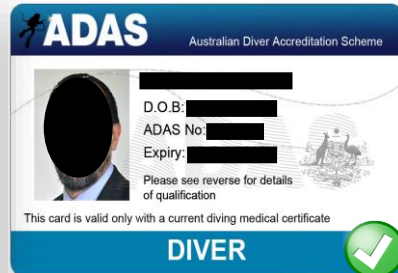 ADAS
Australian Diver Accreditation Scheme
D.O.B:
ADAS No:
Expiry:
Please see reverse for details
of qualification
This card is valid only with a current diving medical certificate
DIVER